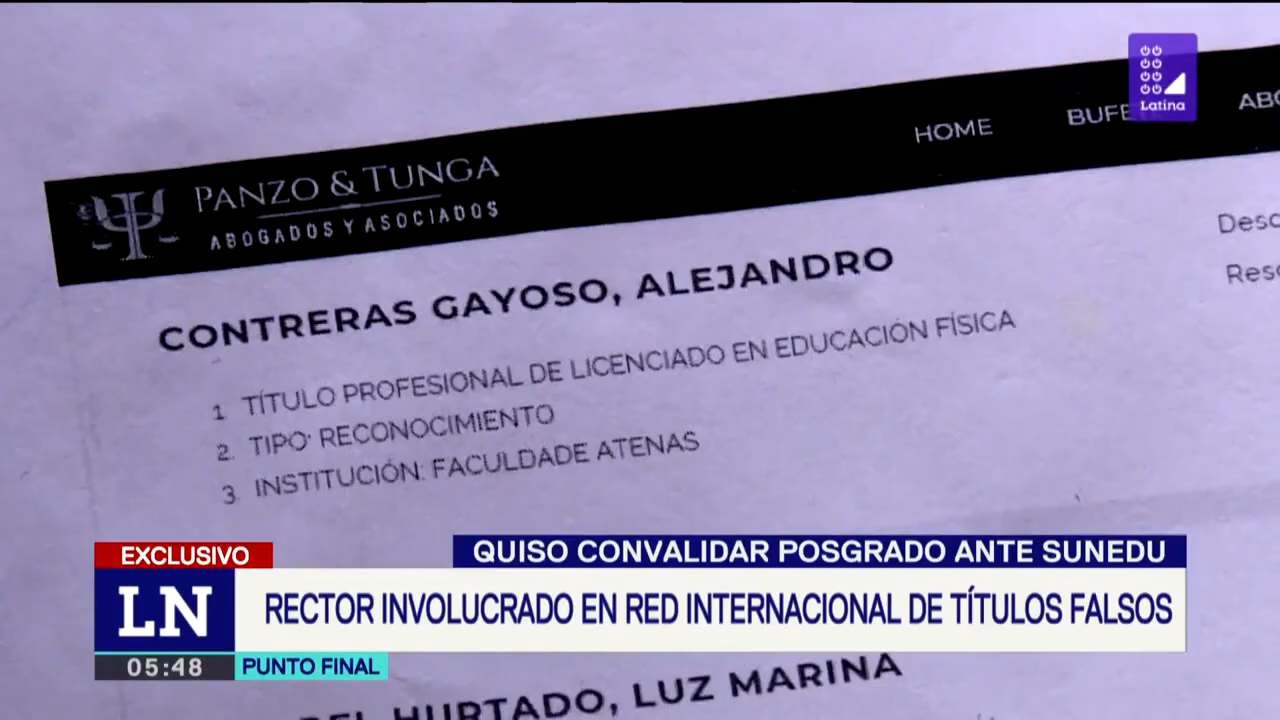 Latina
HOME
PANZO & TUNGA
ABOGADOS Y ASOCIADOS
CONTRERAS GAYOSO, ALEJANDRO
1 TÍTULO PROFESIONAL DE LICENCIADO EN EDUCACIÓN FÍSICA
2. TIPO: RECONOCIMIENTO
3 INSTITUCIÓN: FACULDADE ATENAS
EXCLUSIVO
QUISO CONVALIDAR POSGRADO ANTE SUNEDU
LN
RECTOR INVOLUCRADO EN RED INTERNACIONAL DE TÍTULOS FALSOS
05:48
PUNTO FINAL
HURTADO, LUZ MARINA